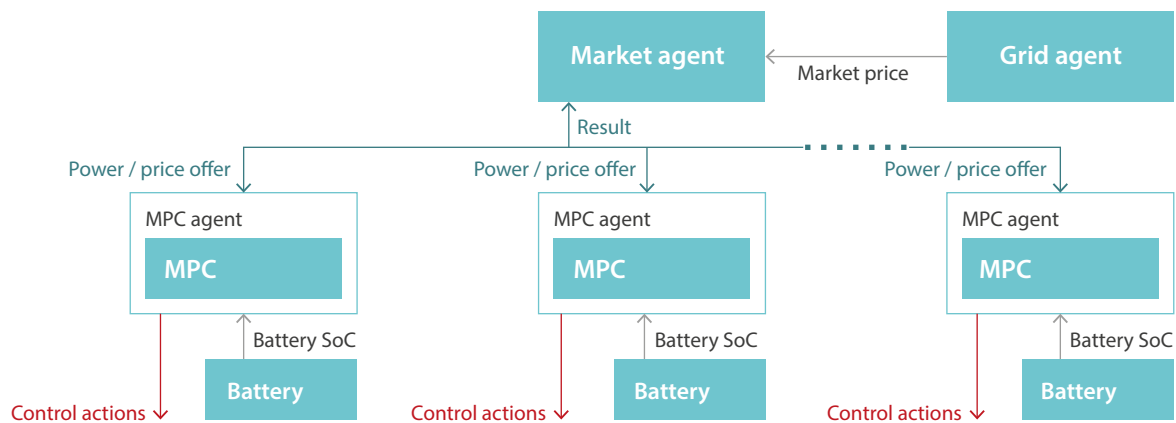 Market agent
Grid agent
Market price
Result
Power / price offer
Power / price offer
Power / price offer
MPC agent
MPC agent
MPC agent
MPC
MPC
MPC
Battery SoC
Battery SoC
Battery SoC
Battery
Battery
Battery
Control actions
Control actions
Control actions